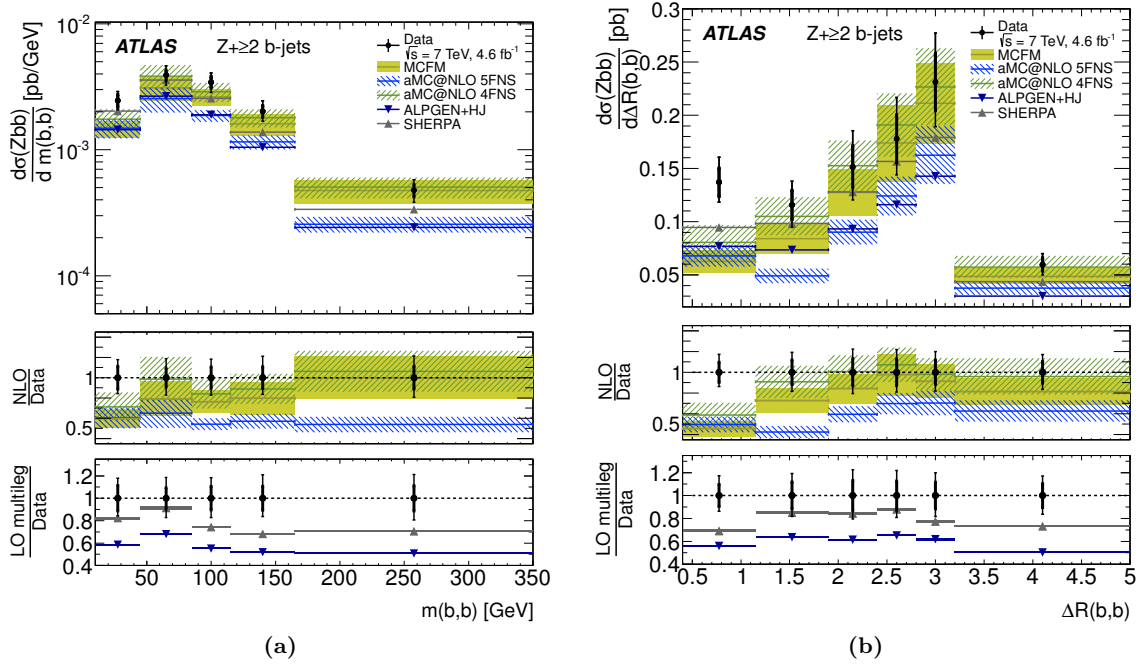 ATLAS Z+≥2 b-jets
Data
√s = 7 TeV, 4.6 fb⁻¹
MCFM
aMC@NLO 5FNS
aMC@NLO 4FNS
ALPGEN+HJ
SHERPA
dσ(Zbb)
d m(b,b) [pb/GeV]
10⁻²
10⁻³
10⁻⁴
NLO
Data
1
0.5
LO multileg
Data
1.2
1
0.8
0.6
0.4
50 100 150 200 250 300 350
m(b,b) [GeV]
(a)
ATLAS Z+≥2 b-jets
Data
√s = 7 TeV, 4.6 fb⁻¹
MCFM
aMC@NLO 5FNS
aMC@NLO 4FNS
ALPGEN+HJ
SHERPA
dσ(Zbb)
dΔR(b,b) [pb]
0.3
0.25
0.2
0.15
0.1
0.05
NLO
Data
1
0.5
LO multileg
Data
1.2
1
0.8
0.6
0.4
0.5 1 1.5 2 2.5 3 3.5 4 4.5 5
ΔR(b,b)
(b)